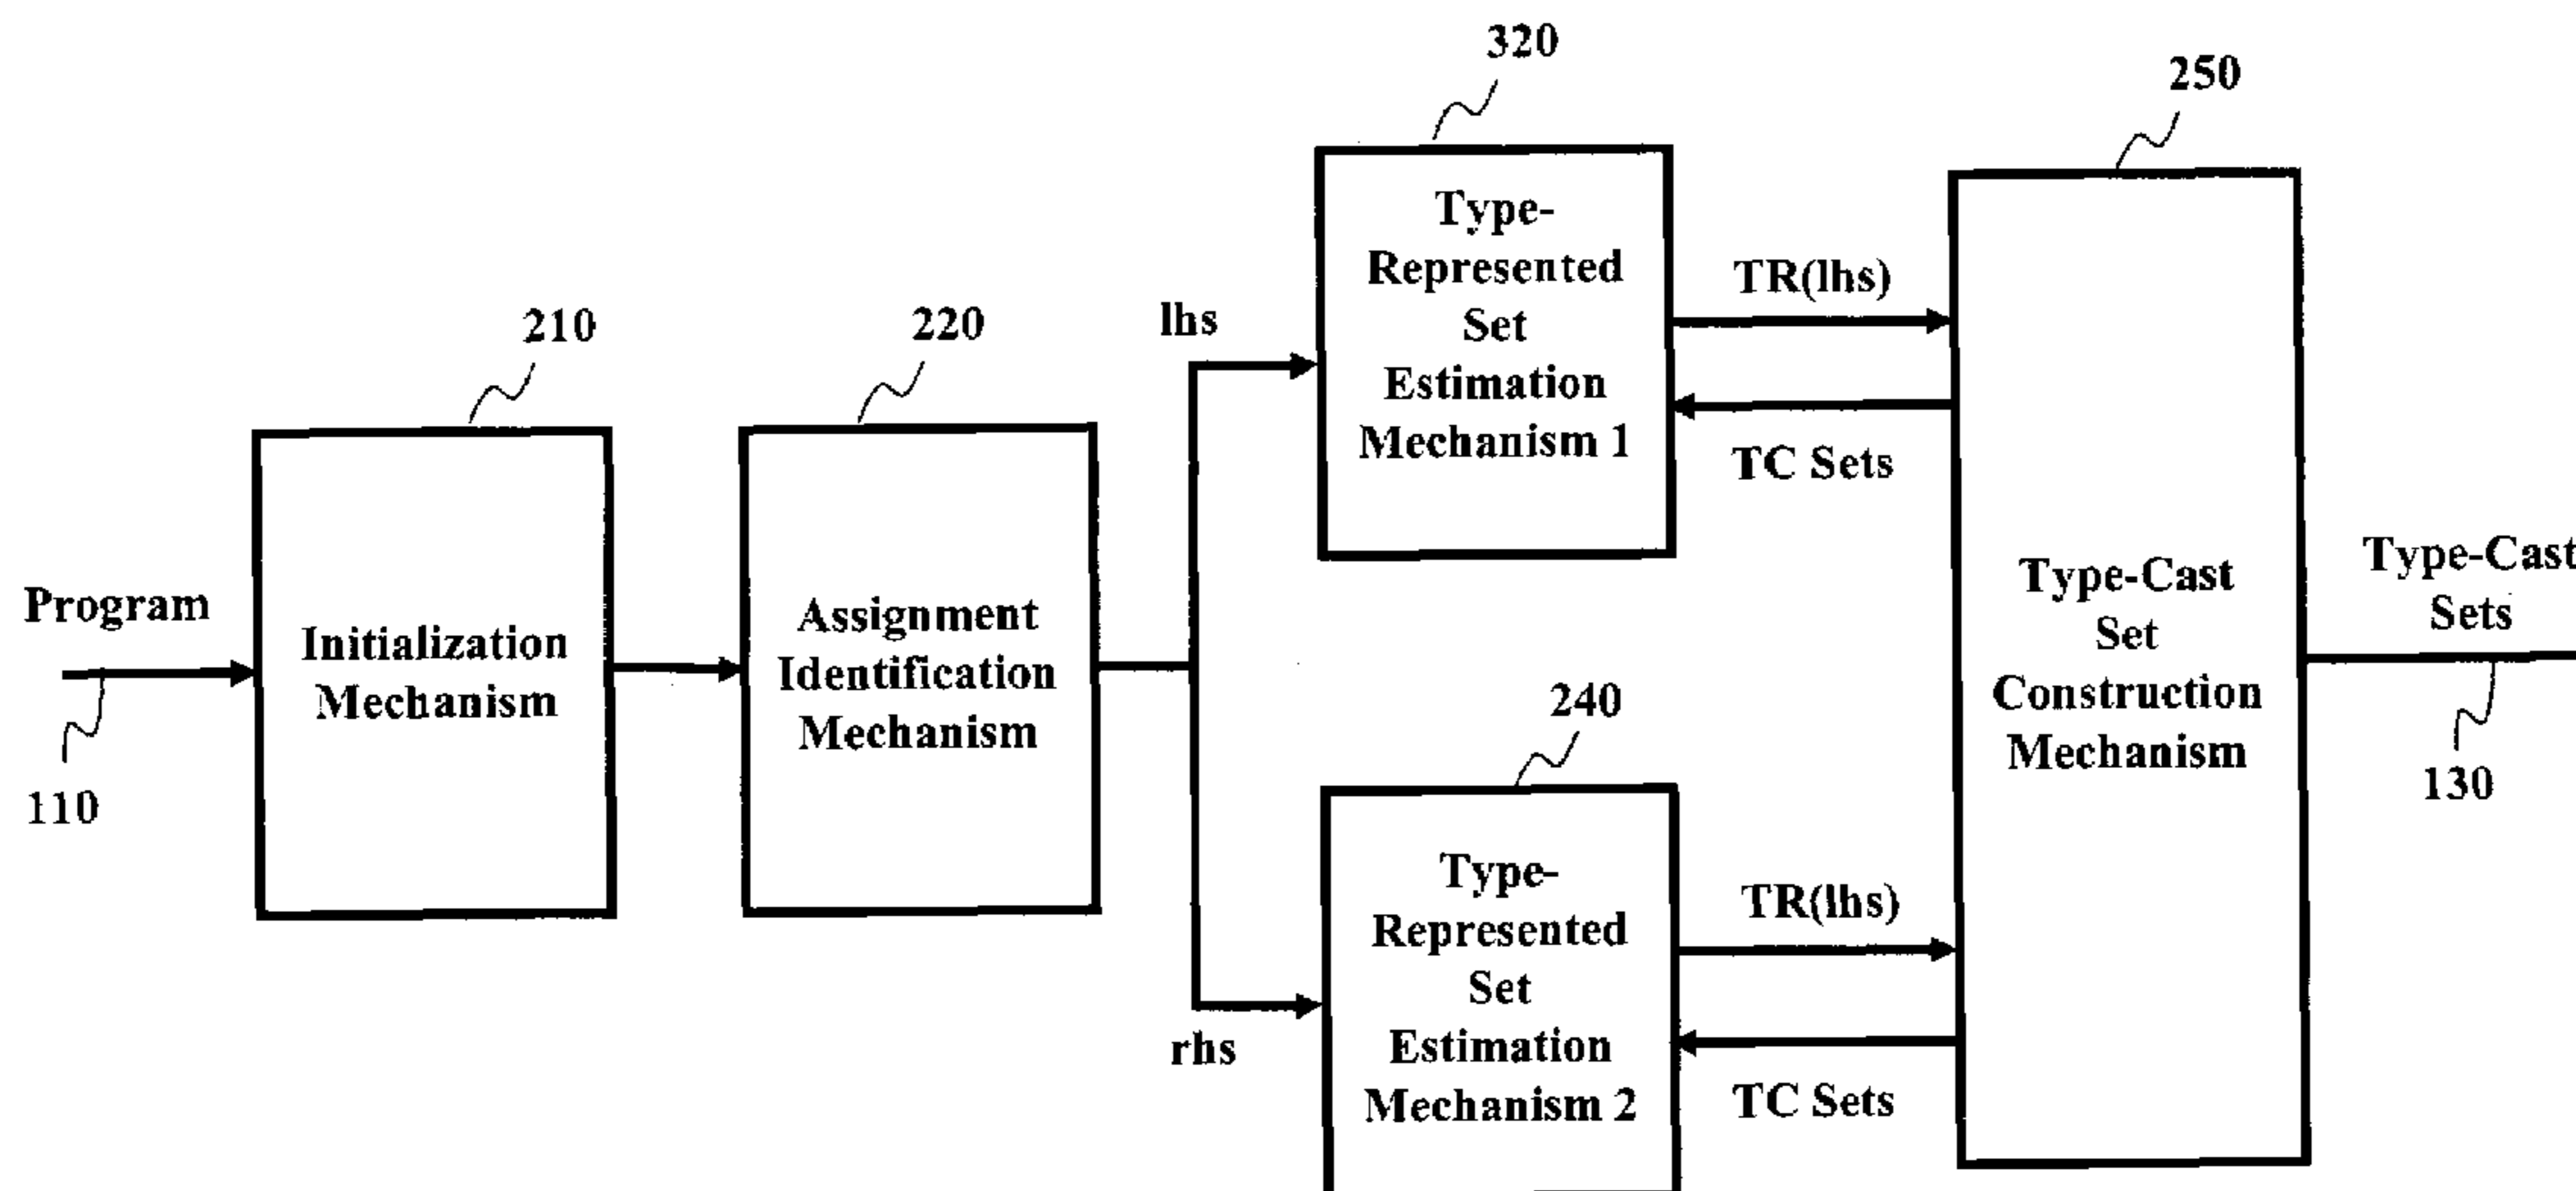 320
250
Type-
Represented
Set
Estimation
Mechanism 1
TR(lhs)
TC Sets
lhs
210
220
Program
110
Initialization
Mechanism
Assignment
Identification
Mechanism
Type-Cast
Set
Construction
Mechanism
Type-Cast
Sets
130
240
Type-
Represented
Set
Estimation
Mechanism 2
TR(lhs)
TC Sets
rhs